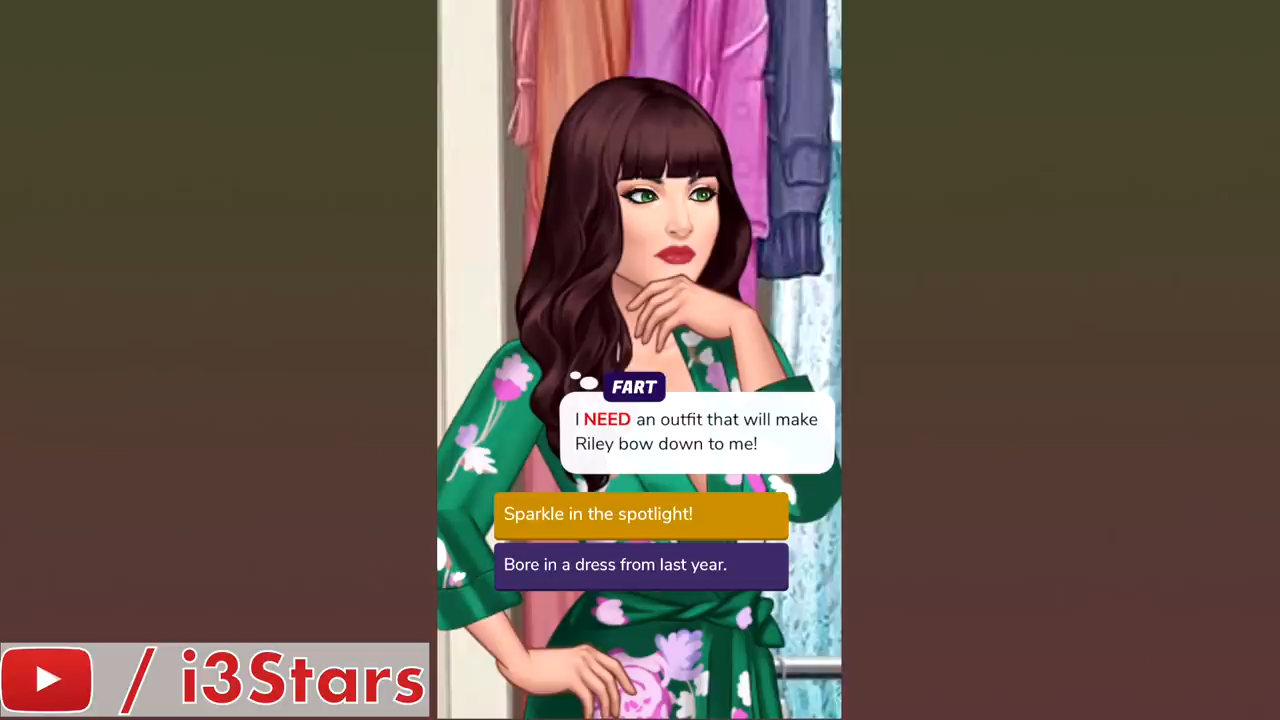 FART
I NEED an outfit that will make
Riley bow down to me!
Sparkle in the spotlight!
Bore in a dress from last year.
/ i3Stars